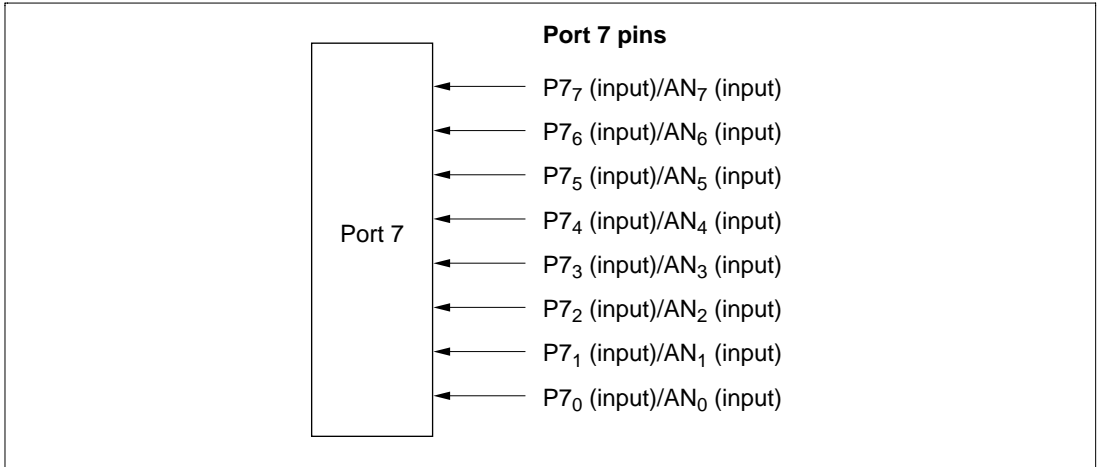 Port 7 pins
P7₇ (input)/AN₇ (input)
P7₆ (input)/AN₆ (input)
P7₅ (input)/AN₅ (input)
P7₄ (input)/AN₄ (input)
Port 7
P7₃ (input)/AN₃ (input)
P7₂ (input)/AN₂ (input)
P7₁ (input)/AN₁ (input)
P7₀ (input)/AN₀ (input)